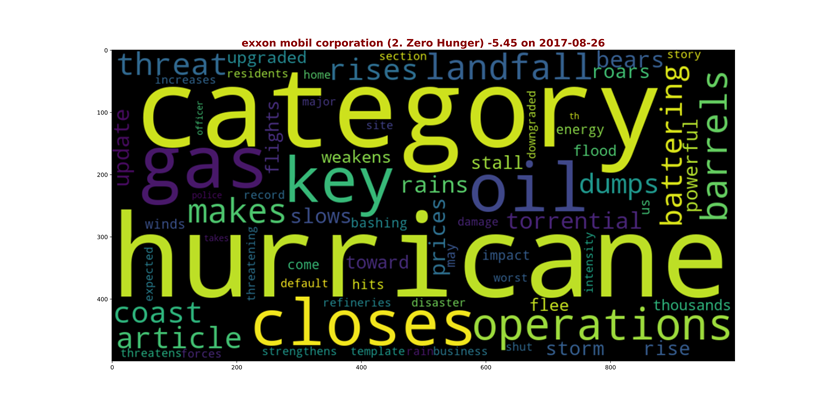 exxon mobil corporation (2. Zero Hunger) -5.45 on 2017-08-26
0
100
200
300
400
0 200 400 600 800
threat upgraded section rises landfall bears story
increases residents home roars
category
officer major downgraded th energy battering barrels
update flights site
gas weakens key stall flood powerful
police record rains oil dumps us
makes slows bashing prices damage torrential
winds takes may
hurricane
expected threatening come toward impact intensity
default hits worst
coast closes refineries disaster flee thousands
article operations
threatens forces strengthens template rain business shut storm rise